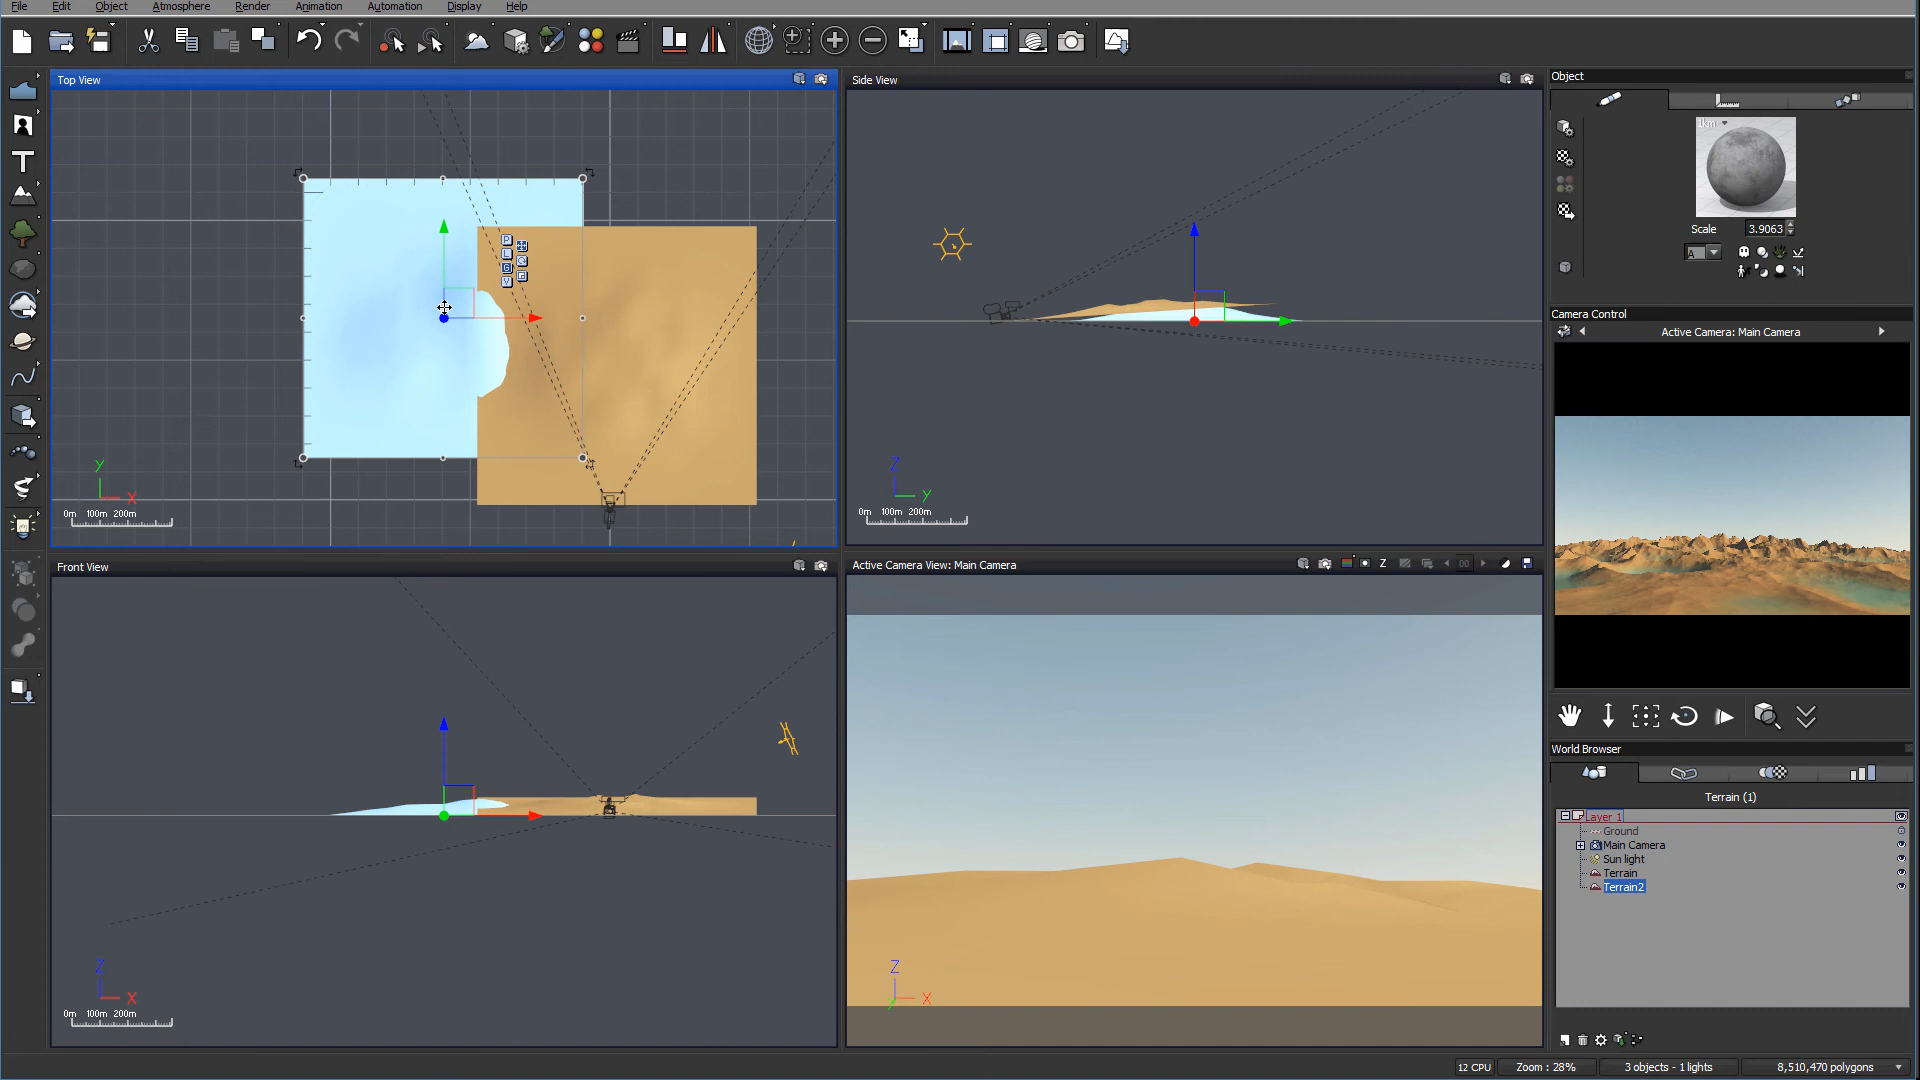 File Edit Object Atmosphere Render Animation Automation Display Help
Top View
Side View
Object
1km
Scale 3.9063
A
P
L
G
V
Y
X
0m 100m 200m
Z
Y
0m 100m 200m
Camera Control
Active Camera: Main Camera
Front View
Active Camera View: Main Camera
Z
00
Z
X
0m 100m 200m
Z
Y
X
World Browser
Terrain (1)
Layer 1
Ground
Main Camera
Sun light
Terrain
Terrain2
12 CPU
Zoom : 28%
3 objects - 1 lights
8,510,470 polygons